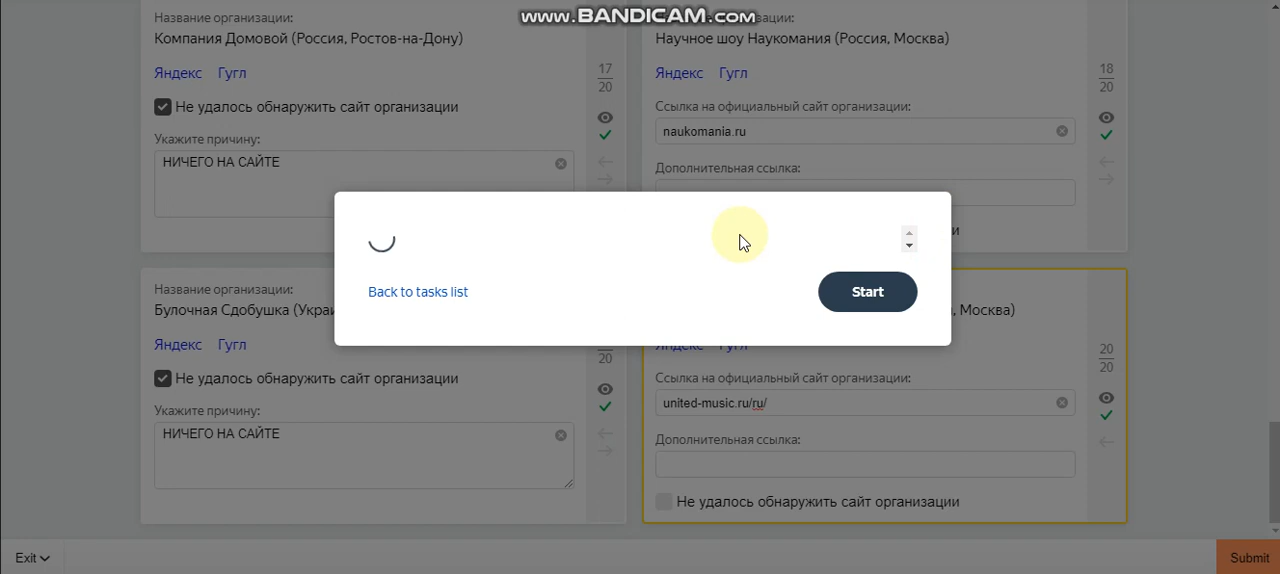 www.BANDICAM.com
Название организации:
Компания Домовой (Россия, Ростов-на-Дону)
Яндекс Гугл
17
20
Не удалось обнаружить сайт организации
Укажите причину:
НИЧЕГО НА САЙТЕ
организации:
Научное шоу Наукомания (Россия, Москва)
Яндекс Гугл
18
20
Ссылка на официальный сайт организации:
naukomania.ru
Дополнительная ссылка:
Back to tasks list
Start
Название организации:
Булочная Сдобушка
Яндекс Гугл
20
Не удалось обнаружить сайт организации
Укажите причину:
НИЧЕГО НА САЙТЕ
Москва)
Яндекс Гугл
20
20
Ссылка на официальный сайт организации:
united-music.ru/ru/
Дополнительная ссылка:
Не удалось обнаружить сайт организации
Exit
Submit